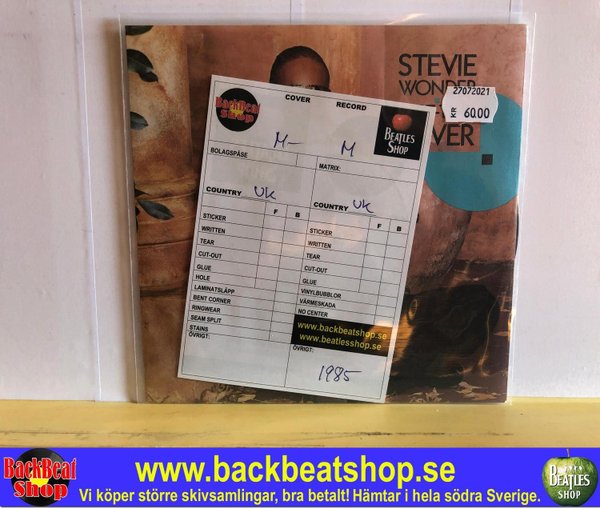 STEVIE
WONDER
VER
27072021
KR 60.00
BackBeat
Shop
COVER RECORD
BEATLES
SHOP
M- M
BOLAGSPÅSE MATRIX:
COUNTRY UK COUNTRY UK
F B F B
STICKER STICKER
WRITTEN WRITTEN
TEAR TEAR
CUT-OUT CUT-OUT
GLUE GLUE
HOLE VINYLBUBBLOR
LAMINATSLÄPP VÄRMESKADA
BENT CORNER NO CENTER
RINGWEAR
SEAM SPLIT
STAINS
www.backbeatshop.se
www.beatlesshop.se
ÖVRIGT: ÖVRIGT:
1985
BackBeat
Shop
www.backbeatshop.se
Vi köper större skivsamlingar, bra betalt! Hämtar i hela södra Sverige.
BEATLES
SHOP